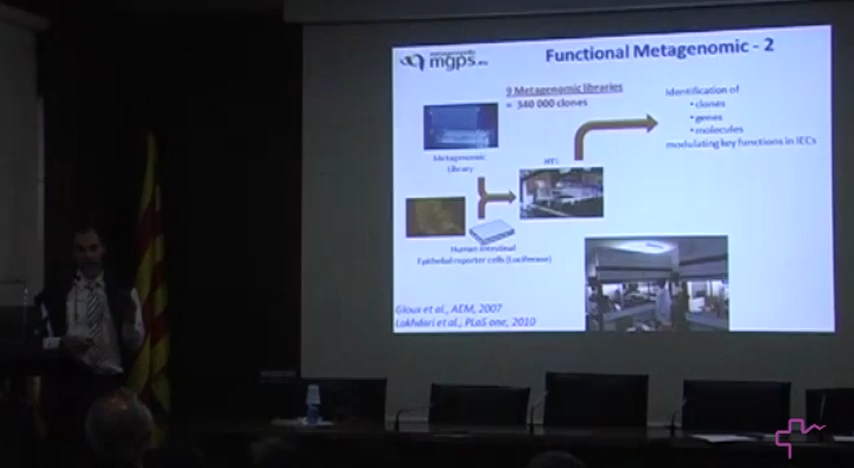 mgps.eu
Functional Metagenomic - 2
9 Metagenomic libraries
= 340 000 clones
Metagenomic
Library
HTS
Identification of
• clones
• genes
• molecules
modulating key functions in IECs
Human Intestinal
Epithelial reporter cells (Luciferase)
Gloux et al., AEM, 2007
Lakhdari et al., PLoS one, 2010